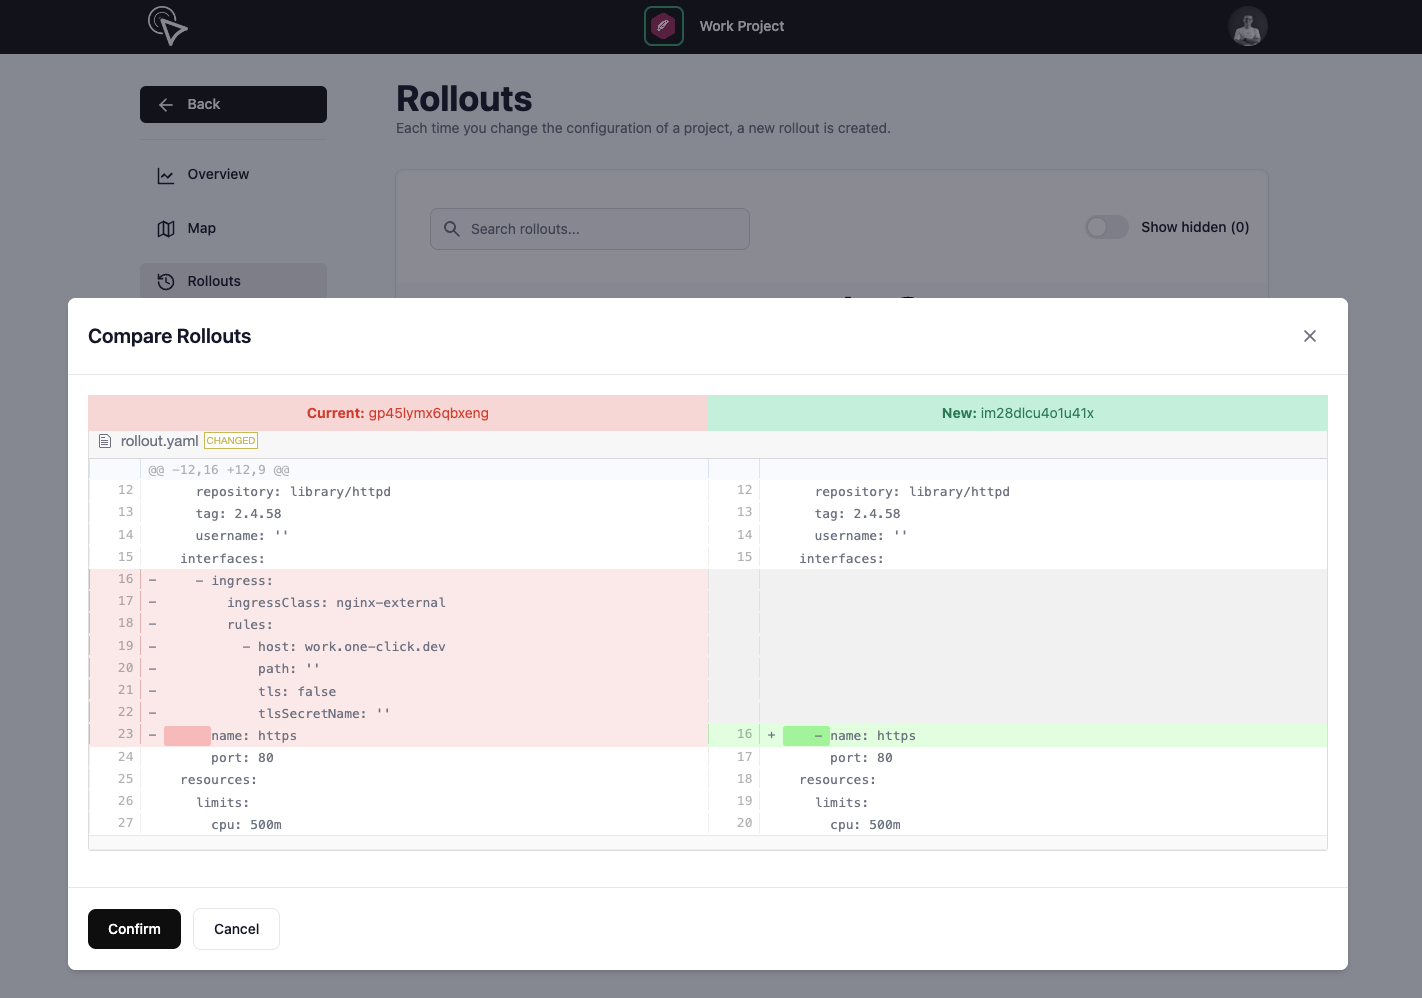 Work Project
Back
Rollouts
Each time you change the configuration of a project, a new rollout is created.
Overview
Map
Search rollouts...
Show hidden (0)
Rollouts
Compare Rollouts
Current: gp45lymx6qbxeng
New: im28dlcu4o1u41x
rollout.yaml CHANGED
@@ -12,16 +12,9 @@
12 repository: library/httpd 12 repository: library/httpd
13 tag: 2.4.58 13 tag: 2.4.58
14 username: '' 14 username: ''
15 interfaces: 15 interfaces:
16 - - ingress:
17 - ingressClass: nginx-external
18 - rules:
19 - - host: work.one-click.dev
20 - path: ''
21 - tls: false
22 - tlsSecretName: ''
23 - name: https 16 + - name: https
24 port: 80 17 port: 80
25 resources: 18 resources:
26 limits: 19 limits:
27 cpu: 500m 20 cpu: 500m
Confirm
Cancel